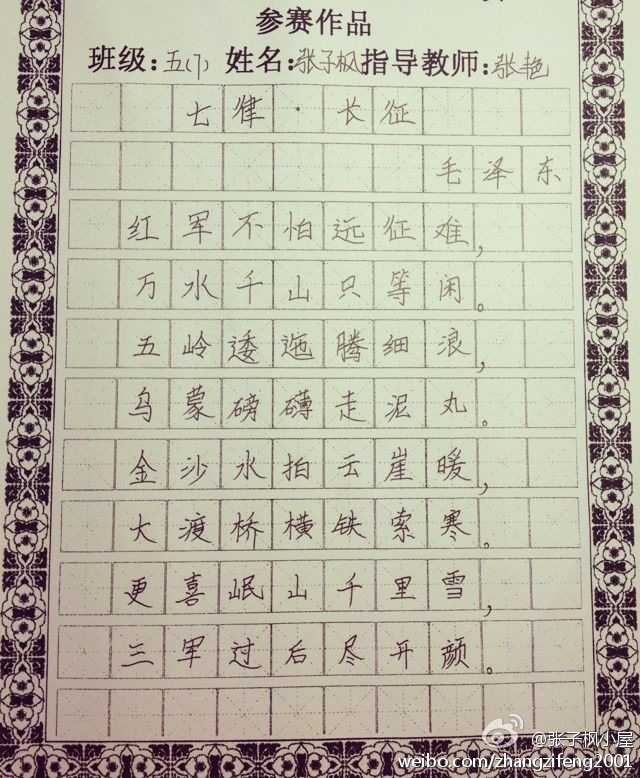 参赛作品
班级:五(7) 姓名:张子枫指导教师:张艳
七律·长征
毛泽东
红军不怕远征难,
万水千山只等闲。
五岭逶迤腾细浪,
乌蒙磅礴走泥丸。
金沙水拍云崖暖,
大渡桥横铁索寒。
更喜岷山千里雪,
三军过后尽开颜。
@张子枫小屋
weibo.com/zhangzifeng2001